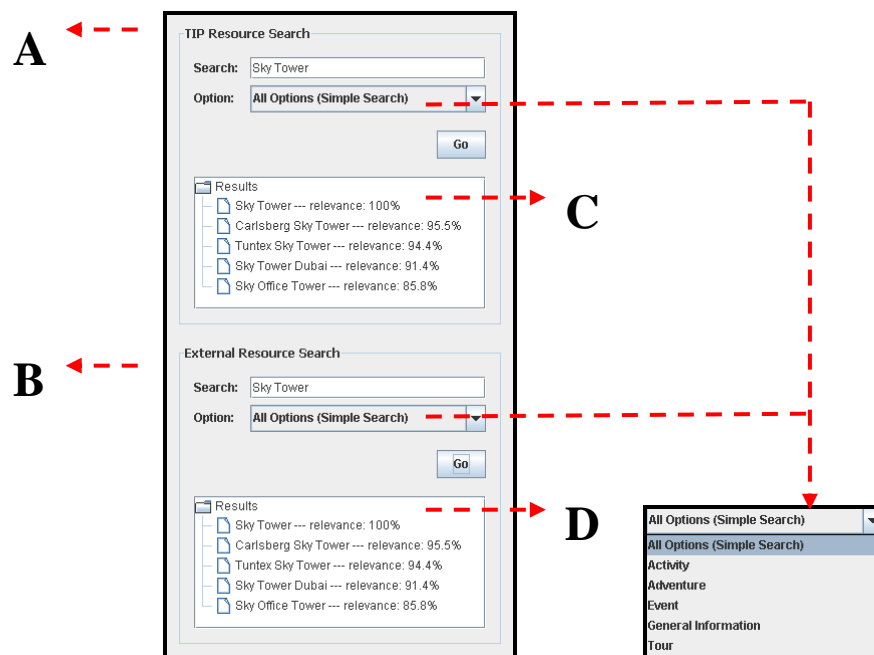 A
TIP Resource Search
Search: Sky Tower
Option: All Options (Simple Search)
Go
Results
Sky Tower --- relevance: 100%
Carlsberg Sky Tower --- relevance: 95.5%
Tuntex Sky Tower --- relevance: 94.4%
Sky Tower Dubai --- relevance: 91.4%
Sky Office Tower --- relevance: 85.8%
C
B
External Resource Search
Search: Sky Tower
Option: All Options (Simple Search)
Go
Results
Sky Tower --- relevance: 100%
Carlsberg Sky Tower --- relevance: 95.5%
Tuntex Sky Tower --- relevance: 94.4%
Sky Tower Dubai --- relevance: 91.4%
Sky Office Tower --- relevance: 85.8%
D
All Options (Simple Search)
All Options (Simple Search)
Activity
Adventure
Event
General Information
Tour